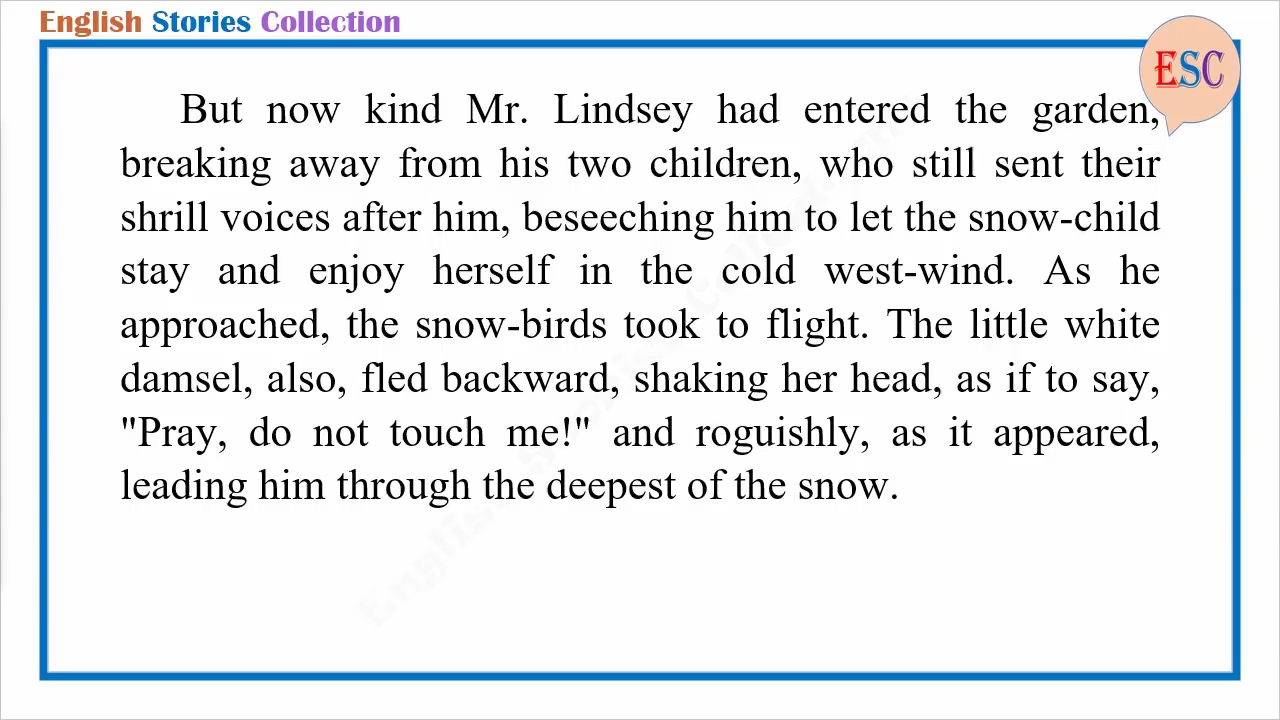 English Stories Collection
ESC
But now kind Mr. Lindsey had entered the garden,
breaking away from his two children, who still sent their
shrill voices after him, beseeching him to let the snow-child
stay and enjoy herself in the cold west-wind. As he
approached, the snow-birds took to flight. The little white
damsel, also, fled backward, shaking her head, as if to say,
"Pray, do not touch me!" and roguishly, as it appeared,
leading him through the deepest of the snow.